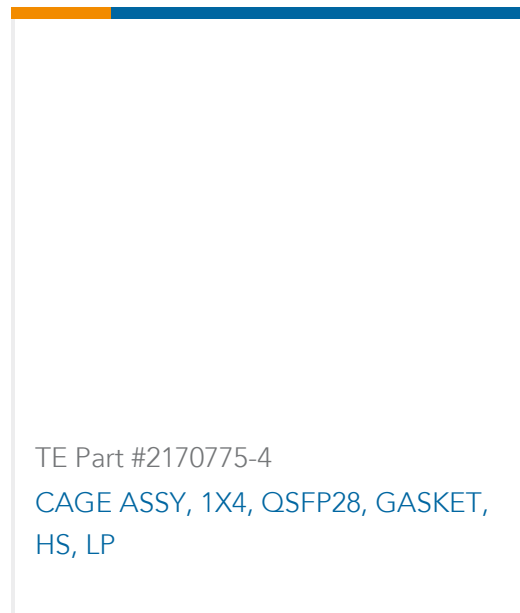 TE Part #2170775-4
CAGE ASSY, 1X4, QSFP28, GASKET,
HS, LP